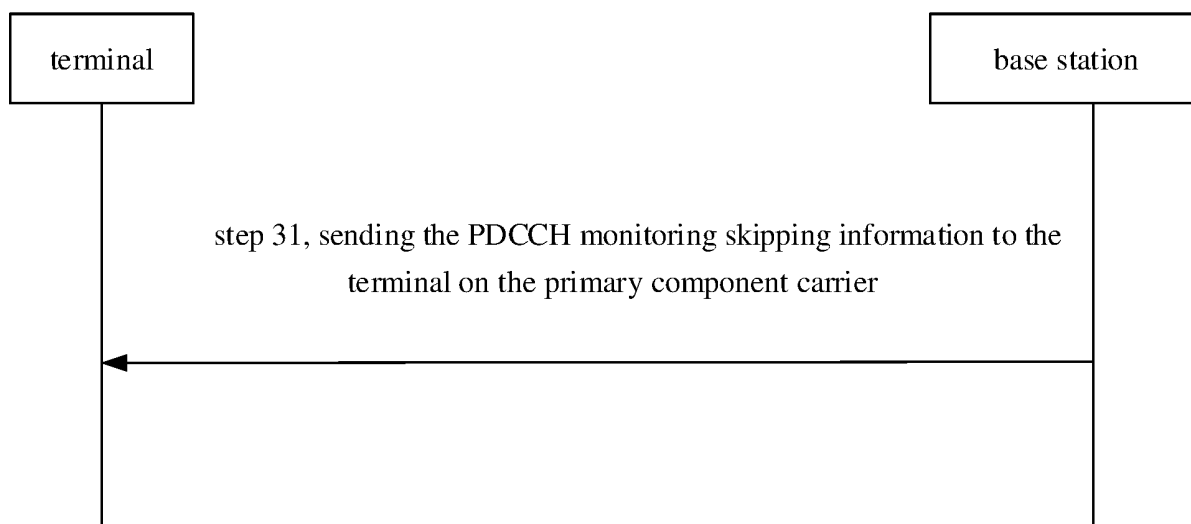 terminal
base station
step 31, sending the PDCCH monitoring skipping information to the
terminal on the primary component carrier